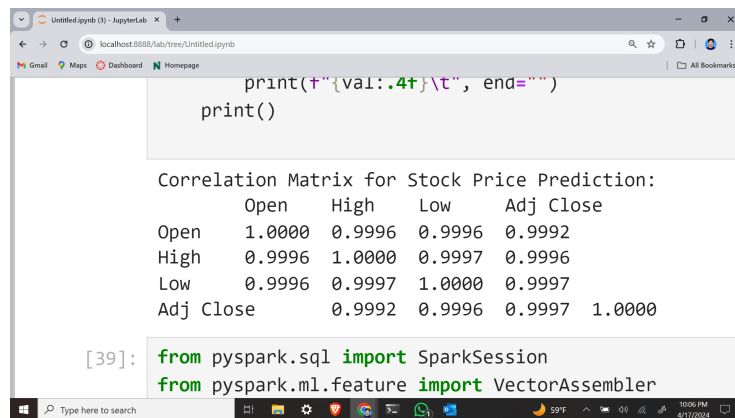 Untitled.ipynb (3) - JupyterLab
localhost:8888/lab/tree/Untitled.ipynb
Gmail Maps Dashboard Homepage All Bookmarks
print(f"{val:.4f}\t", end="")
print()
Correlation Matrix for Stock Price Prediction:
Open High Low Adj Close
Open 1.0000 0.9996 0.9996 0.9992
High 0.9996 1.0000 0.9997 0.9996
Low 0.9996 0.9997 1.0000 0.9997
Adj Close 0.9992 0.9996 0.9997 1.0000
[39]: from pyspark.sql import SparkSession
from pyspark.ml.feature import VectorAssembler
Type here to search 59°F 10:06 PM
4/17/2024